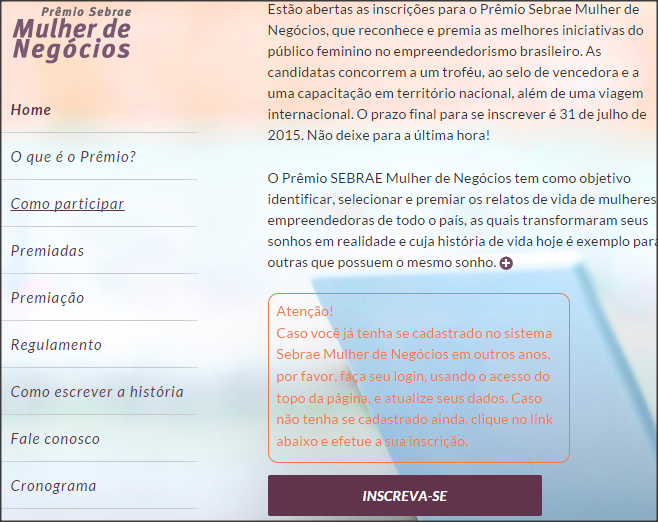 Prêmio Sebrae
Mulher de
Negócios
Home
O que é o Prêmio?
Como participar
Premiadas
Premiação
Regulamento
Como escrever a história
Fale conosco
Cronograma
Estão abertas as inscrições para o Prêmio Sebrae Mulher de
Negócios, que reconhece e premia as melhores iniciativas do
público feminino no empreendedorismo brasileiro. As
candidatas concorrem a um troféu, ao selo de vencedora e a
uma capacitação em território nacional, além de uma viagem
internacional. O prazo final para se inscrever é 31 de julho de
2015. Não deixe para a última hora!
O Prêmio SEBRAE Mulher de Negócios tem como objetivo
identificar, selecionar e premiar os relatos de vida de mulheres
empreendedoras de todo o país, as quais transformaram seus
sonhos em realidade e cuja história de vida hoje é exemplo para
outras que possuem o mesmo sonho.
Atenção!
Caso você já tenha se cadastrado no sistema
Sebrae Mulher de Negócios em outros anos,
por favor, faça seu login, usando o acesso do
topo da página, e atualize seus dados. Caso
não tenha se cadastrado ainda, clique no link
abaixo e efetue a sua inscrição.
INSCREVA-SE